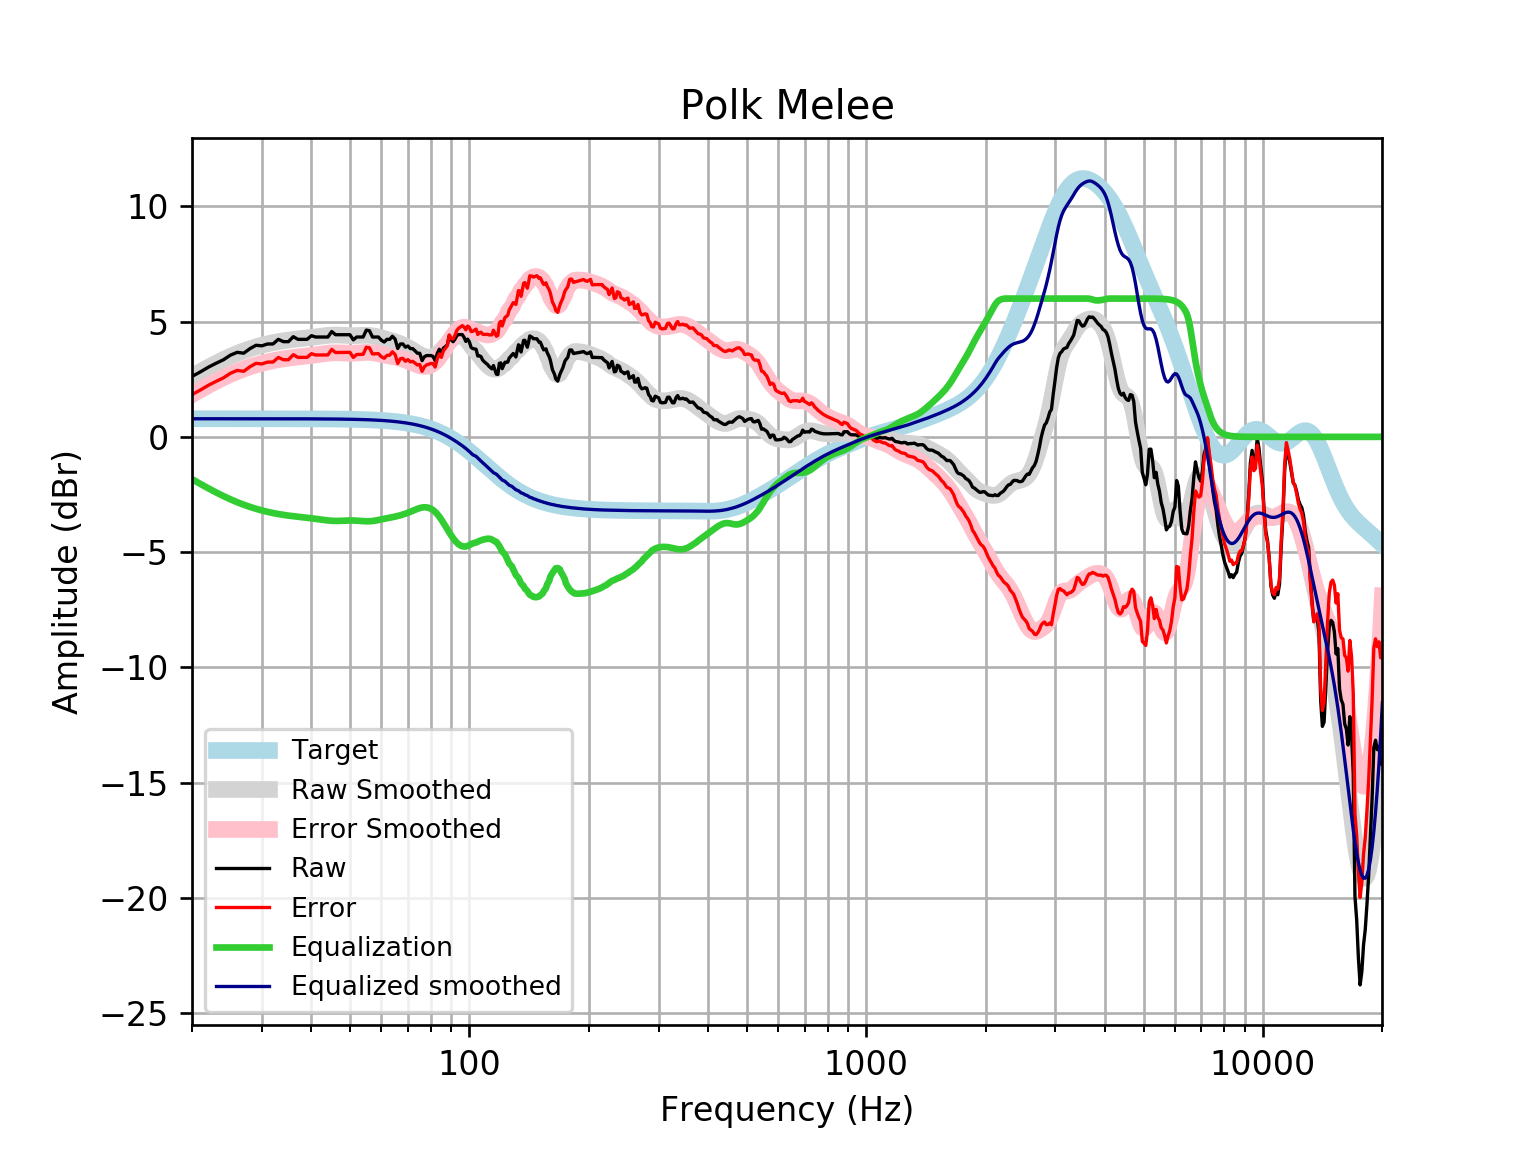 Polk Melee
10
5
0
−5
−10
−15
−20
−25
Amplitude (dBr)
Target
Raw Smoothed
Error Smoothed
Raw
Error
Equalization
Equalized smoothed
100 1000 10000
Frequency (Hz)